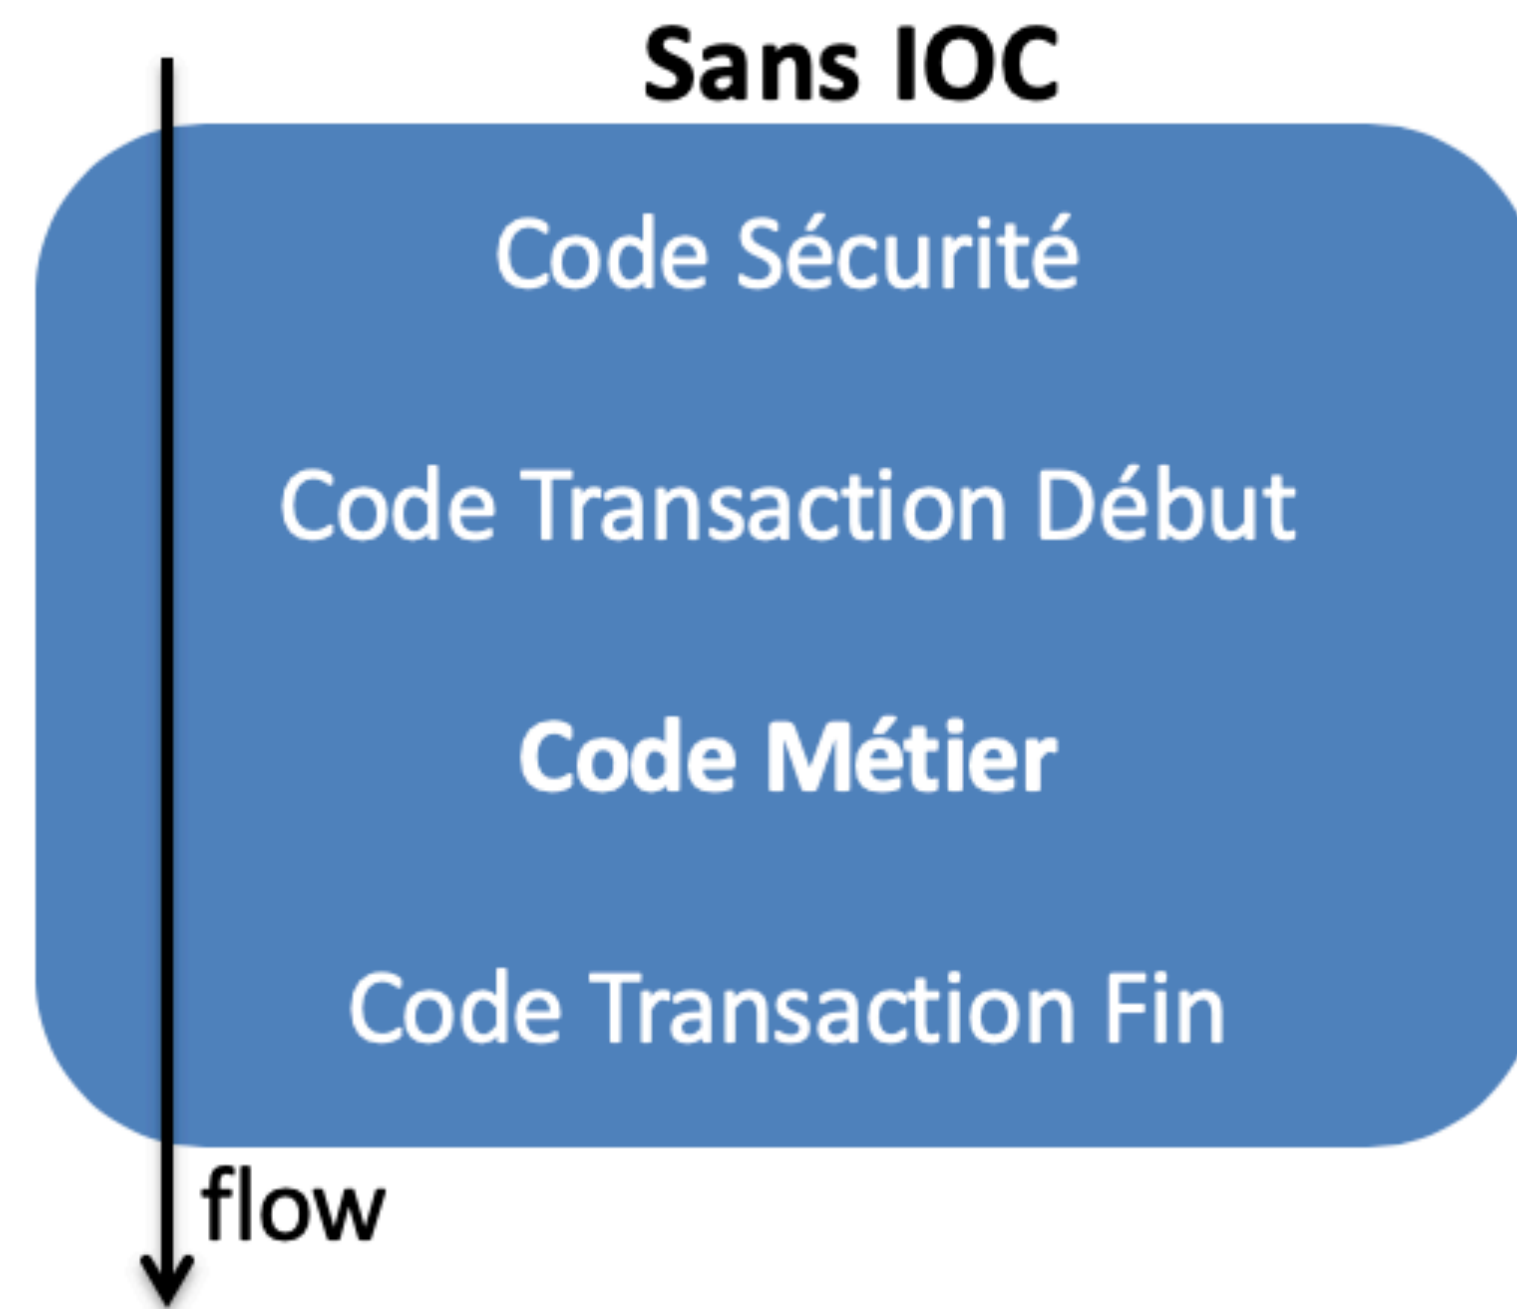 Sans IOC
Code Sécurité
Code Transaction Début
Code Métier
Code Transaction Fin
flow